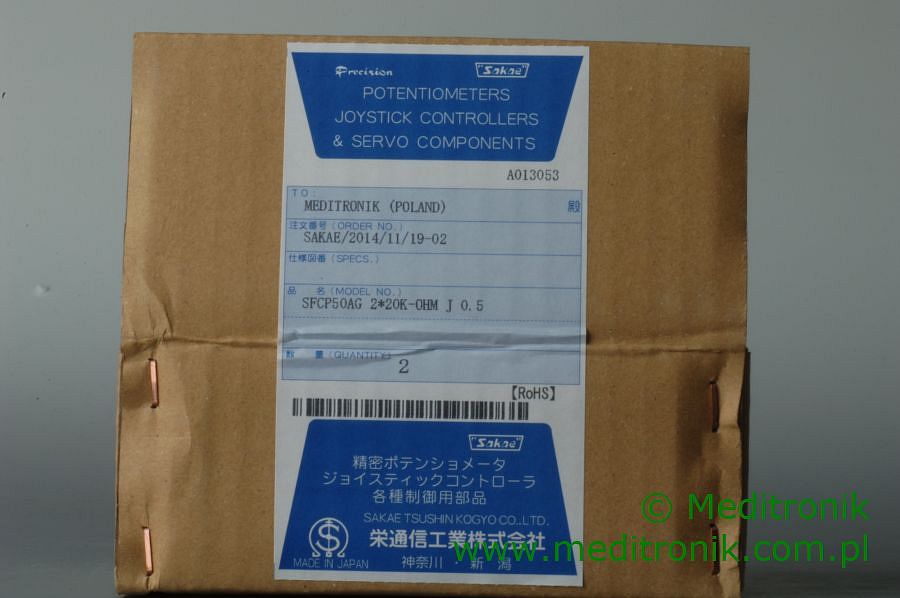 Precision "Sakae"
POTENTIOMETERS
JOYSTICK CONTROLLERS
& SERVO COMPONENTS
A013053
TO:
MEDITRONIK (POLAND) 殿
注文番号 (ORDER NO.)
SAKAE/2014/11/19-02
仕様図番 (SPECS.)
品 名 (MODEL NO.)
SFCP50AG 2*20K-OHM J 0.5
数 量 (QUANTITY)
2
【RoHS】
"Sakae"
精密ポテンショメータ
ジョイスティックコントローラ
各種制御用部品
SAKAE TSUSHIN KOGYO CO.,LTD.
栄通信工業株式会社
MADE IN JAPAN 神奈川・新 潟
© Meditronik
www.meditronik.com.pl